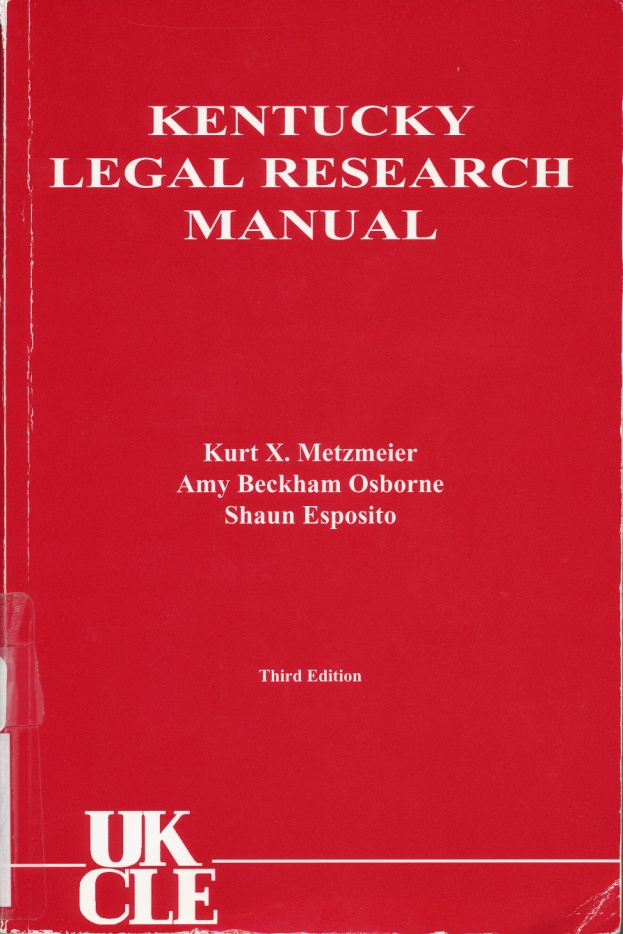 KENTUCKY
LEGAL RESEARCH
MANUAL
Kurt X. Metzmeier
Amy Beckham Osborne
Shaun Esposito
Third Edition
UK
CLE